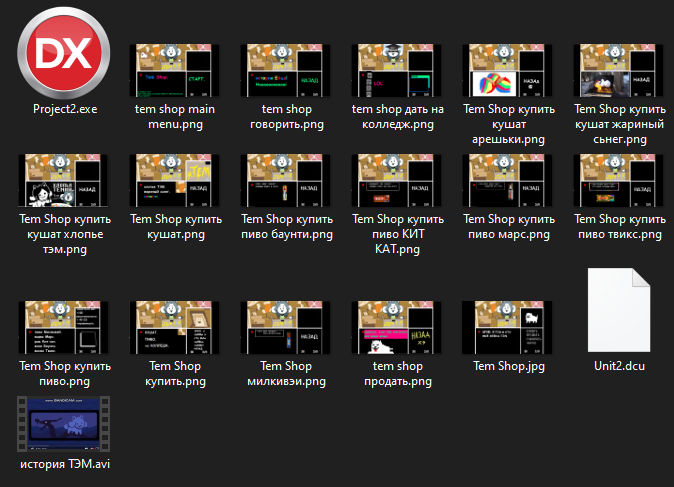 DX
Project2.exe
tem shop main
menu.png
tem shop
говорить.png
tem shop дать на
колледж.png
Tem Shop купить
кушат
арешьки.png
Tem Shop купить
кушат жариный
сьнег.png
Tem Shop купить
кушат хлопье
тэм.png
Tem Shop купить
кушат.png
Tem Shop купить
пиво баунти.png
Tem Shop купить
пиво КИТ
КАТ.png
Tem Shop купить
пиво марс.png
Tem Shop купить
пиво твикс.png
Tem Shop купить
пиво.png
Tem Shop
купить.png
Tem Shop
милкивэи.png
tem shop
продать.png
Tem Shop.jpg
Unit2.dcu
история ТЭМ.avi